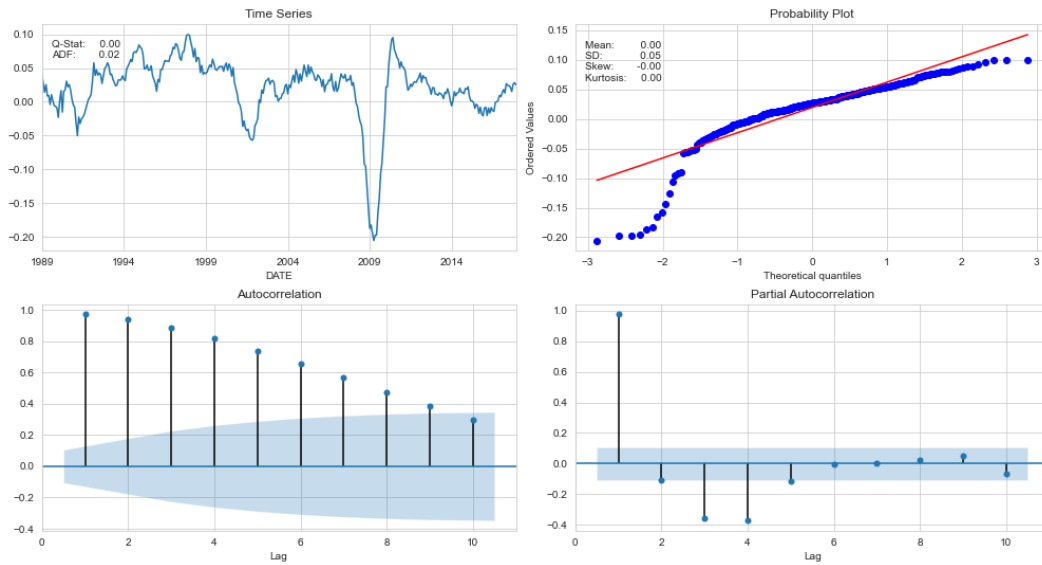 Time Series
Q-Stat: 0.00
ADF: 0.02
0.10
0.05
0.00
−0.05
−0.10
−0.15
−0.20
1989 1994 1999 2004 2009 2014
DATE
Probability Plot
Mean: 0.00
SD: 0.05
Skew: -0.00
Kurtosis: 0.00
Ordered Values
0.15
0.10
0.05
0.00
−0.05
−0.10
−0.15
−0.20
−3 −2 −1 0 1 2 3
Theoretical quantiles
Autocorrelation
1.0
0.8
0.6
0.4
0.2
0.0
−0.2
−0.4
0 2 4 6 8 10
Lag
Partial Autocorrelation
1.0
0.8
0.6
0.4
0.2
0.0
−0.2
−0.4
0 2 4 6 8 10
Lag